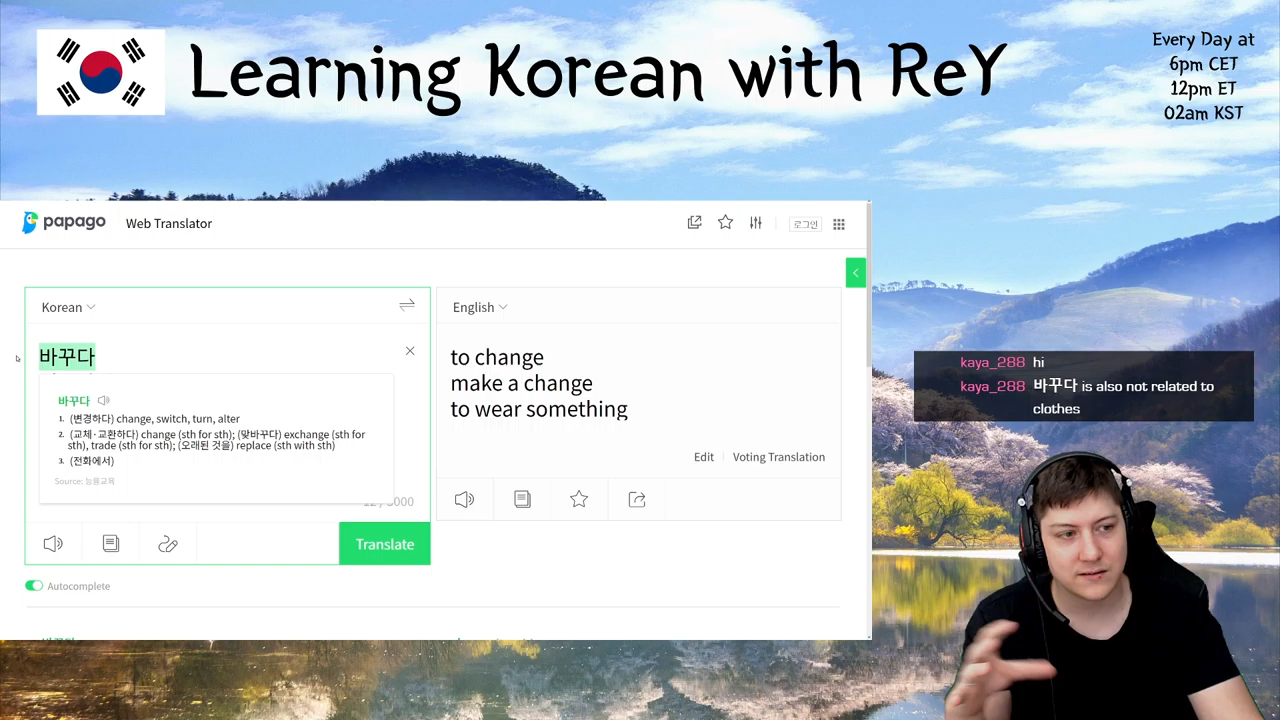 Learning Korean with ReY
Every Day at
6pm CET
12pm ET
02am KST
papago
Web Translator
로그인
Korean
English
바꾸다
바꾸다
1. (변경하다) change, switch, turn, alter
2. (교체·교환하다) change (sth for sth); (맞바꾸다) exchange (sth for
sth), trade (sth for sth); (오래된 것을) replace (sth with sth)
3. (전화에서)
Source: 능률교육
Translate
Autocomplete
to change
make a change
to wear something
Edit
Voting Translation
kaya_288 hi
kaya_288 바꾸다 is also not related to
clothes